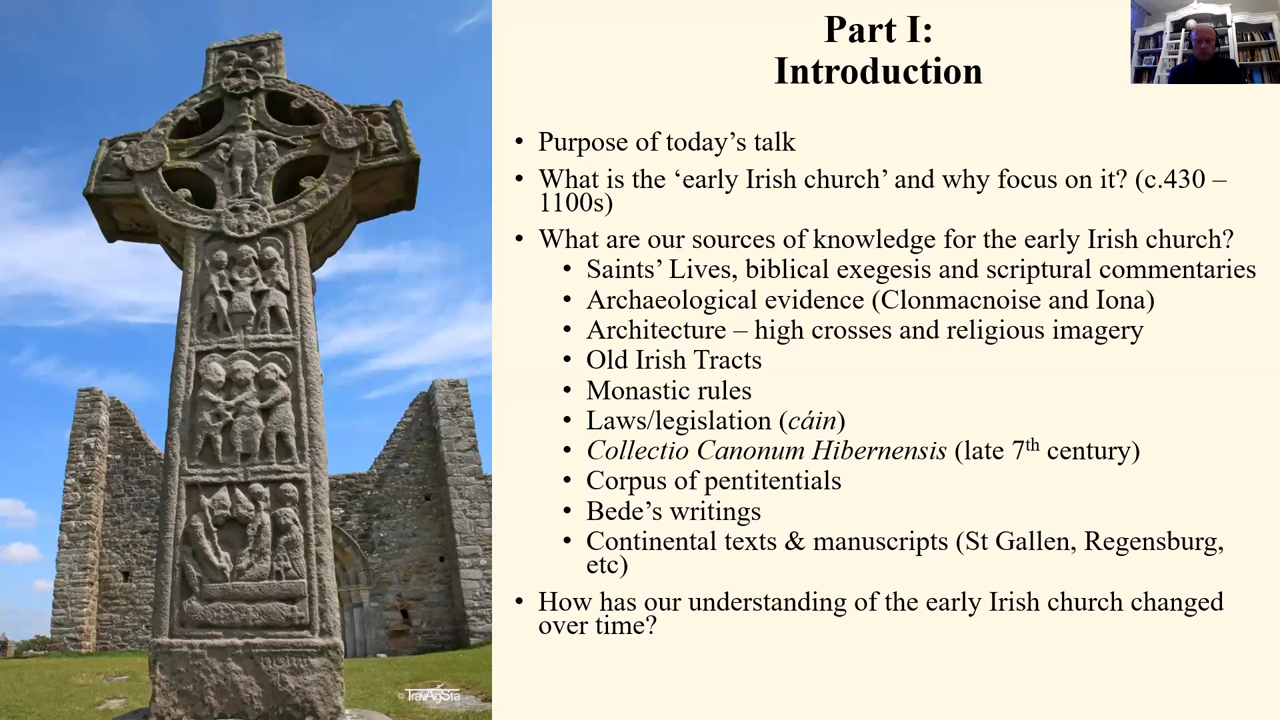 Part I:
Introduction
• Purpose of today's talk
• What is the ‘early Irish church’ and why focus on it? (c.430 –
1100s)
• What are our sources of knowledge for the early Irish church?
• Saints’ Lives, biblical exegesis and scriptural commentaries
• Archaeological evidence (Clonmacnoise and Iona)
• Architecture – high crosses and religious imagery
• Old Irish Tracts
• Monastic rules
• Laws/legislation (cáin)
• Collectio Canonum Hibernensis (late 7th century)
• Corpus of pentitentials
• Bede’s writings
• Continental texts & manuscripts (St Gallen, Regensburg,
etc)
• How has our understanding of the early Irish church changed
over time?
© TravAgSta